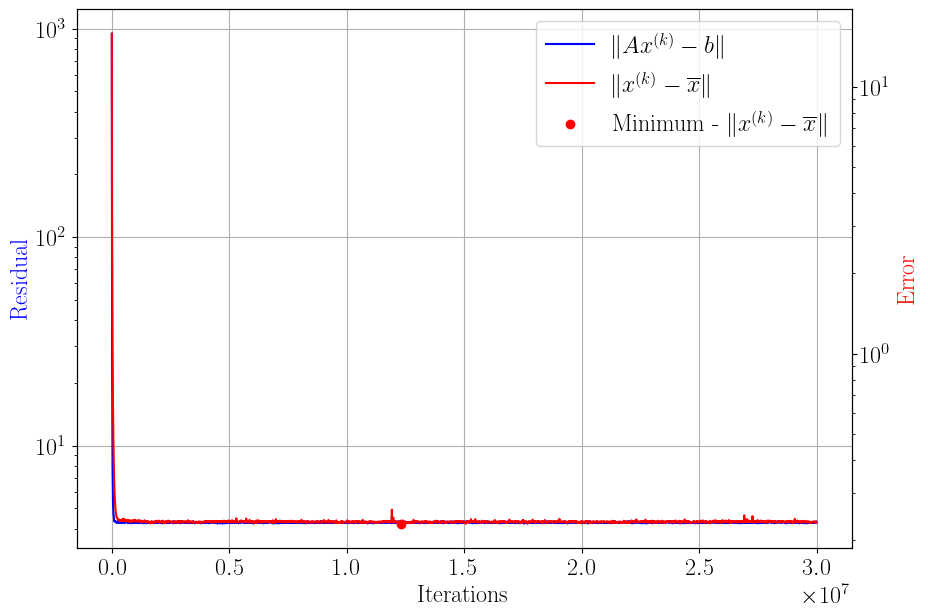 ‖Ax⁽ᵏ⁾ − b‖
‖x⁽ᵏ⁾ − x̅‖
Minimum - ‖x⁽ᵏ⁾ − x̅‖
10³
10²
10¹
Residual
10¹
10⁰
Error
0.0 0.5 1.0 1.5 2.0 2.5 3.0
Iterations
×10⁷